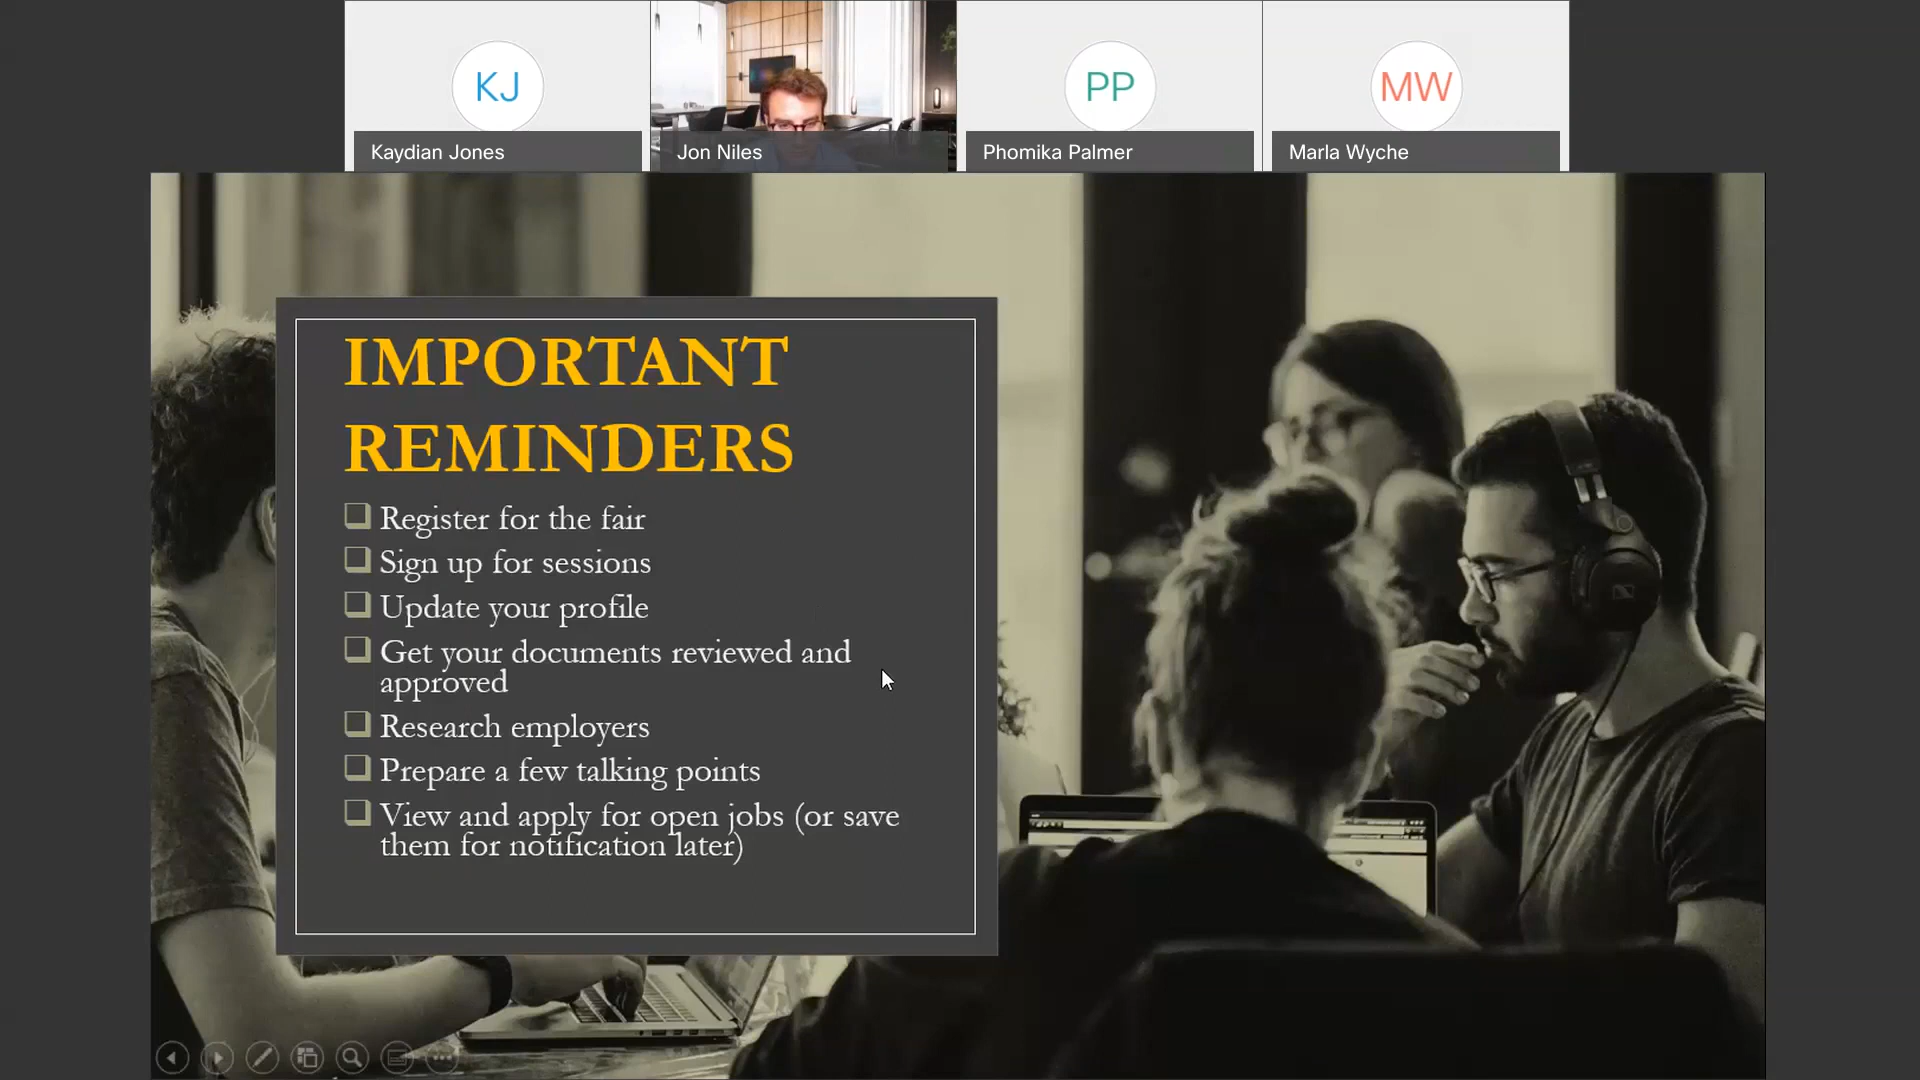 KJ
PP
MW
Kaydian Jones
Jon Niles
Phomika Palmer
Marla Wyche
IMPORTANT
REMINDERS
Register for the fair
Sign up for sessions
Update your profile
Get your documents reviewed and
approved
Research employers
Prepare a few talking points
View and apply for open jobs (or save
them for notification later)